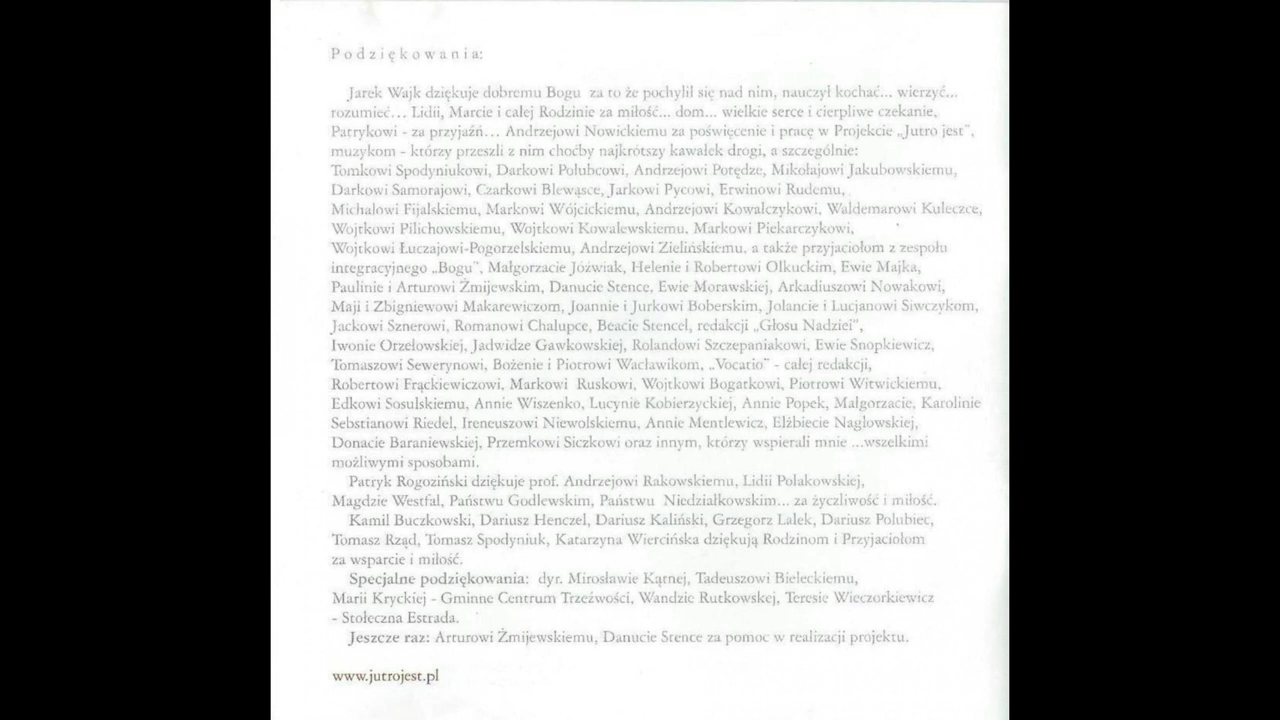 Podziękowania:
Jarek Wajk dziękuje dobremu Bogu za to że pochylił się nad nim, nauczył kochać... wierzyć...
rozumieć... Lidii, Marcie i całej Rodzinie za miłość... dom... wielkie serce i cierpliwe czekanie,
Patrykowi - za przyjaźń... Andrzejowi Nowickiemu za poświęcenie i pracę w Projekcie „Jutro jest",
muzykom - którzy przeszli z nim choćby najkrótszy kawałek drogi, a szczególnie:
Tomkowi Spodyniukowi, Darkowi Polubcowi, Andrzejowi Potędze, Mikołajowi Jakubowskiemu,
Darkowi Samorajowi, Czarkowi Blewąsce, Jarkowi Pycowi, Erwinowi Rudemu,
Michałowi Fijalskiemu, Markowi Wójcickiemu, Andrzejowi Kowalczykowi, Waldemarowi Kuleczce,
Wojtkowi Pilichowskiemu, Wojtkowi Kowalewskiemu, Markowi Piekarczykowi,
Wojtkowi Łuczajowi-Pogorzelskiemu, Andrzejowi Zielińskiemu, a także przyjaciołom z zespołu
integracyjnego „Bogu", Małgorzacie Jóźwiak, Helenie i Robertowi Olkuckim, Ewie Majka,
Paulinie i Arturowi Żmijewskim, Danucie Stence, Ewie Morawskiej, Arkadiuszowi Nowakowi,
Maji i Zbigniewowi Makarewiczom, Joannie i Jurkowi Boberskim, Jolancie i Lucjanowi Siwczykom,
Jackowi Sznerowi, Romanowi Chalupce, Beacie Stencel, redakcji „Głosu Nadziei",
Iwonie Orzełowskiej, Jadwidze Gawkowskiej, Rolandowi Szczepaniakowi, Ewie Snopkiewicz,
Tomaszowi Sewerynowi, Bożenie i Piotrowi Wacławikom, „Vocatio" - całej redakcji,
Robertowi Frąckiewiczowi, Markowi Ruskowi, Wojtkowi Bogatkowi, Piotrowi Witwickiemu,
Edkowi Sosulskiemu, Annie Wiszenko, Lucynie Kobierzyckiej, Annie Popek, Małgorzacie, Karolinie
Sebstianowi Riedel, Ireneuszowi Niewolskiemu, Annie Mentlewicz, Elżbiecie Nagłowskiej,
Donacie Baraniewskiej, Przemkowi Siczkowi oraz innym, którzy wspierali mnie ...wszelkimi
możliwymi sposobami.
Patryk Rogoziński dziękuje prof. Andrzejowi Rakowskiemu, Lidii Polakowskiej,
Magdzie Westfal, Państwu Godlewskim, Państwu Niedziałkowskim... za życzliwość i miłość.
Kamil Buczkowski, Dariusz Henczel, Dariusz Kaliński, Grzegorz Lalek, Dariusz Polubiec,
Tomasz Rząd, Tomasz Spodyniuk, Katarzyna Wiercińska dziękują Rodzinom i Przyjaciołom
za wsparcie i miłość.
Specjalne podziękowania: dyr. Mirosławie Kątnej, Tadeuszowi Bieleckiemu,
Marii Kryckiej - Gminne Centrum Trzeźwości, Wandzie Rutkowskej, Teresie Wieczorkiewicz
- Stołeczna Estrada.
Jeszcze raz: Arturowi Żmijewskiemu, Danucie Stence za pomoc w realizacji projektu.
www.jutrojest.pl